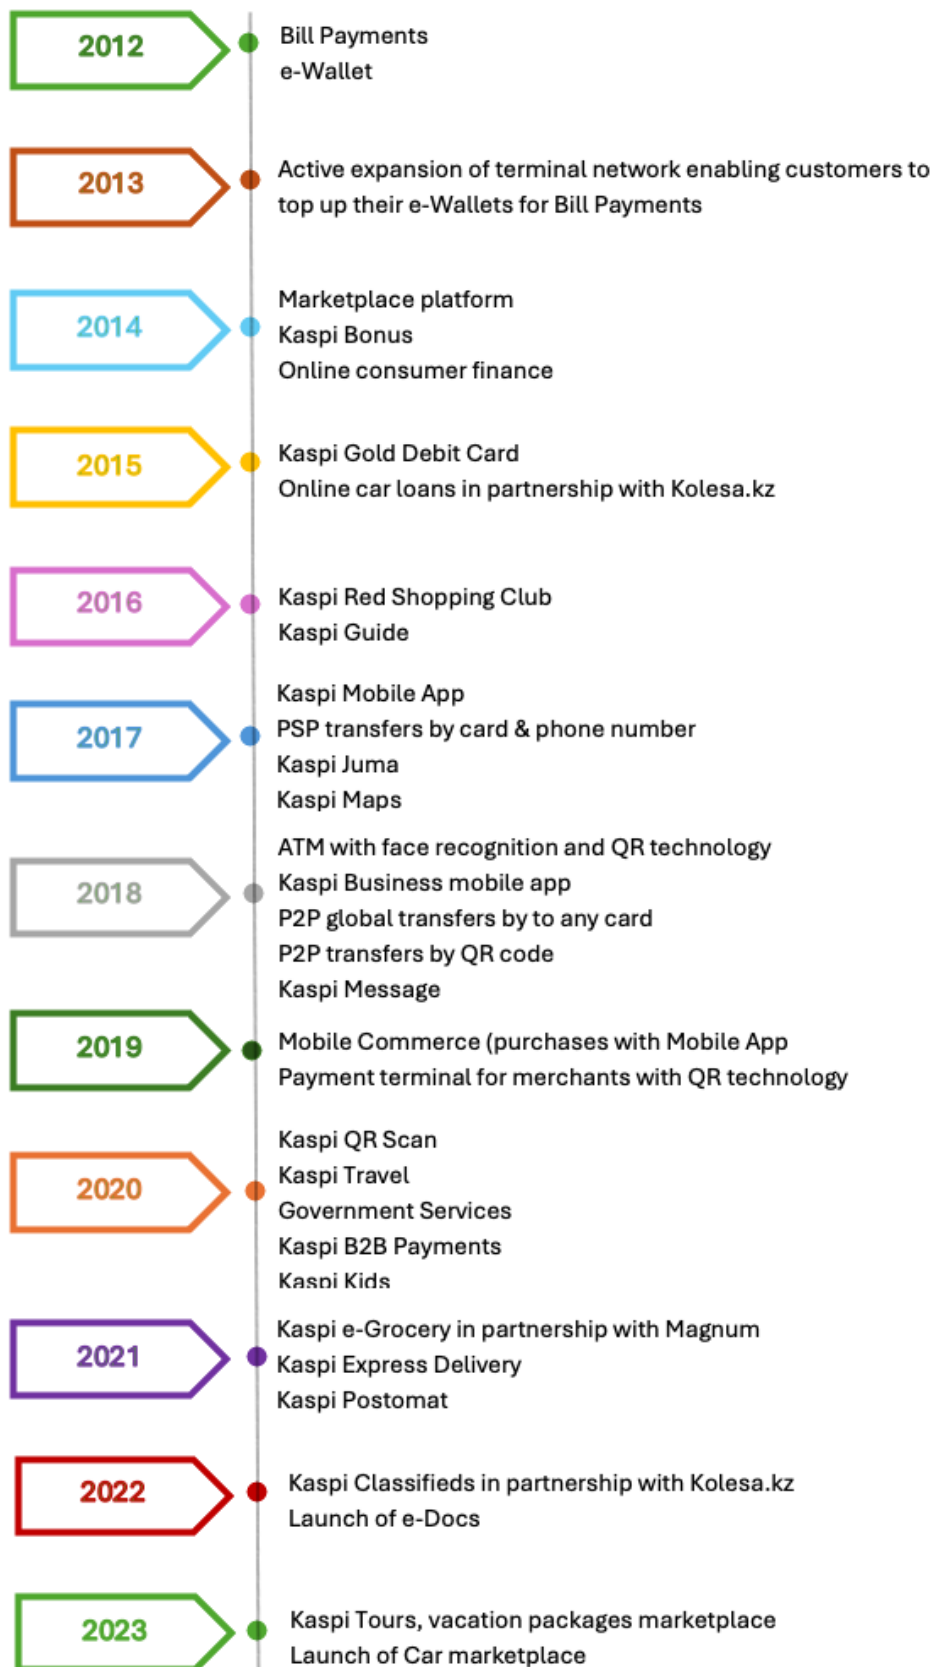 2012
Bill Payments
e-Wallet
2013
Active expansion of terminal network enabling customers to
top up their e-Wallets for Bill Payments
2014
Marketplace platform
Kaspi Bonus
Online consumer finance
2015
Kaspi Gold Debit Card
Online car loans in partnership with Kolesa.kz
2016
Kaspi Red Shopping Club
Kaspi Guide
2017
Kaspi Mobile App
PSP transfers by card & phone number
Kaspi Juma
Kaspi Maps
2018
ATM with face recognition and QR technology
Kaspi Business mobile app
P2P global transfers by to any card
P2P transfers by QR code
Kaspi Message
2019
Mobile Commerce (purchases with Mobile App
Payment terminal for merchants with QR technology
2020
Kaspi QR Scan
Kaspi Travel
Government Services
Kaspi B2B Payments
Kaspi Kids
2021
Kaspi e-Grocery in partnership with Magnum
Kaspi Express Delivery
Kaspi Postomat
2022
Kaspi Classifieds in partnership with Kolesa.kz
Launch of e-Docs
2023
Kaspi Tours, vacation packages marketplace
Launch of Car marketplace